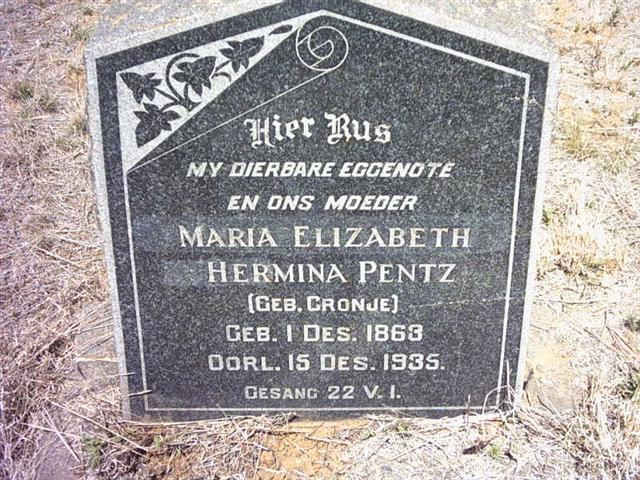 Hier Rus
MY DIERBARE EGGENOTE
EN ONS MOEDER
MARIA ELIZABETH
HERMINA PENTZ
(GEB. CRONJE)
GEB. 1 DES. 1863
OORL. 15 DES. 1935.
GESANG 22 V. 1.